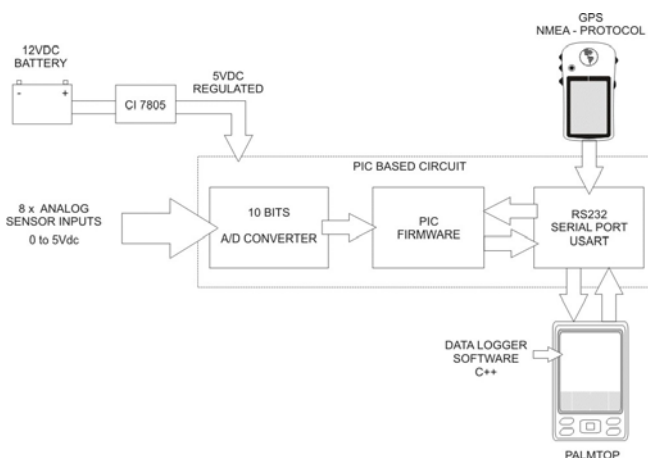 GPS
NMEA - PROTOCOL
12VDC
BATTERY
- +
CI 7805
5VDC
REGULATED
PIC BASED CIRCUIT
8 x ANALOG
SENSOR INPUTS
0 to 5Vdc
10 BITS
A/D CONVERTER
PIC
FIRMWARE
RS232
SERIAL PORT
USART
DATA LOGGER
SOFTWARE
C++
PALMTOP